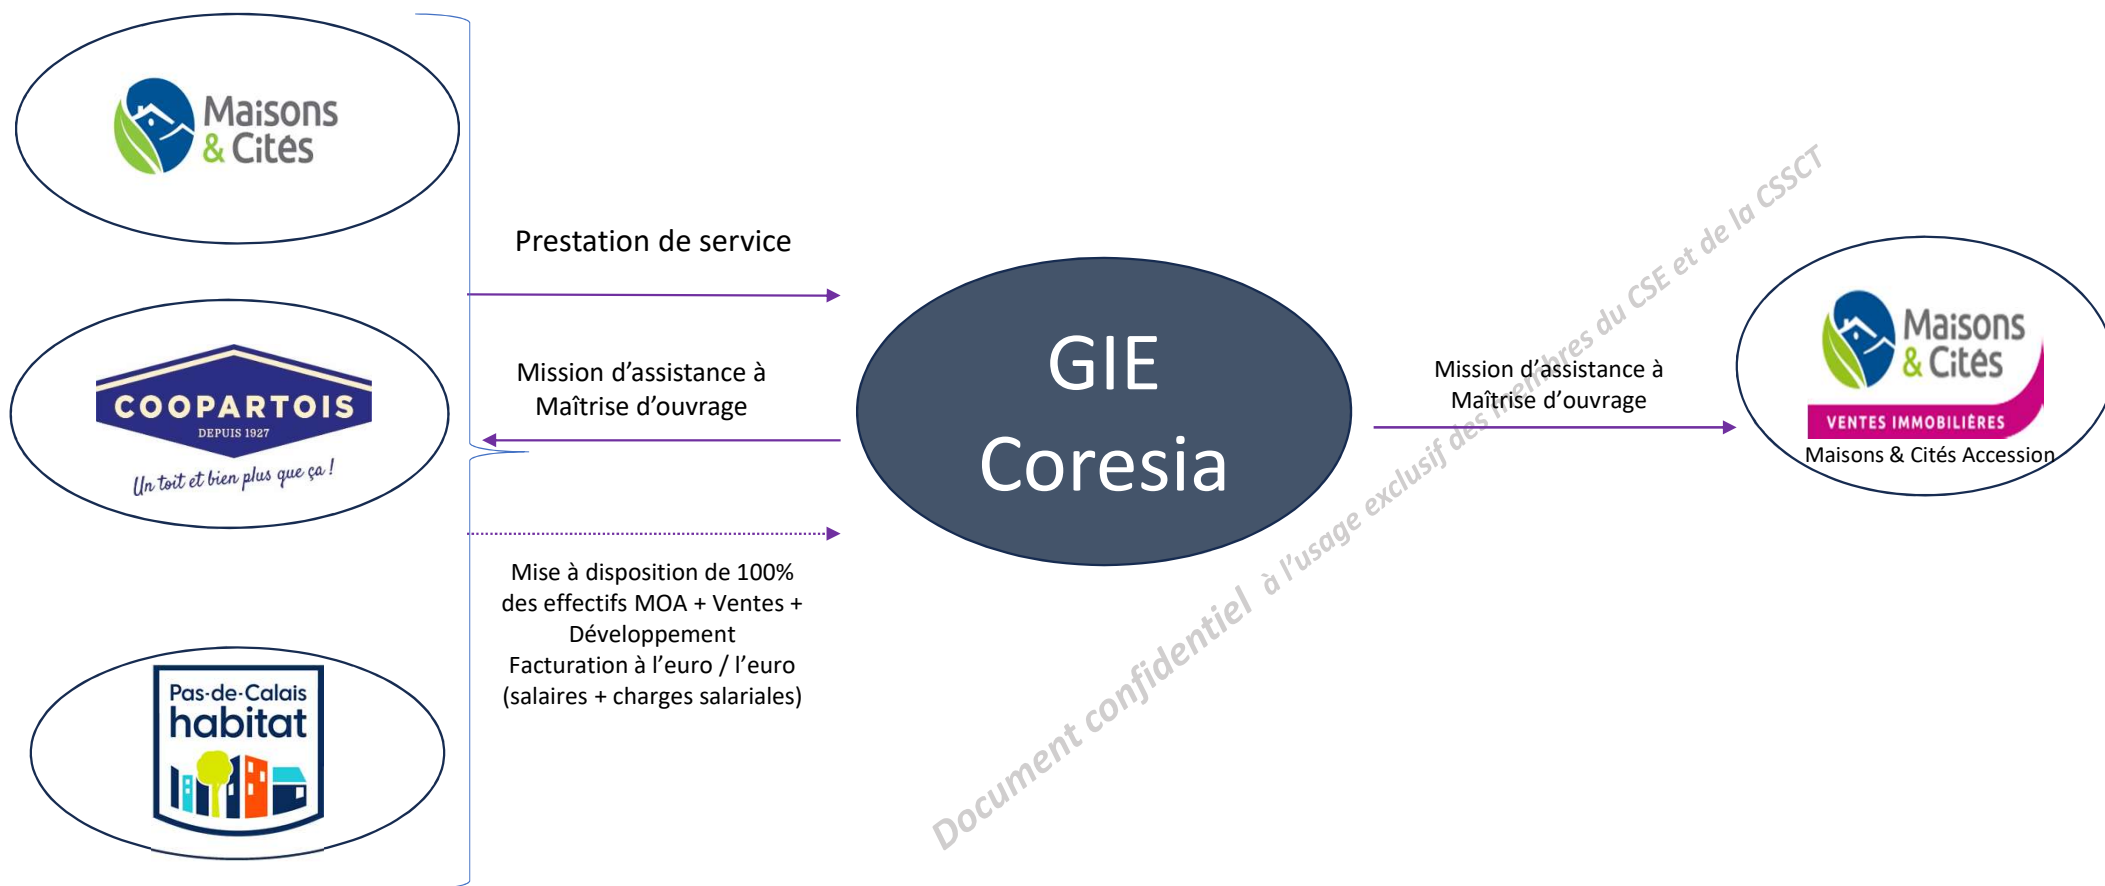 Maisons
& Cités
COOPARTOIS
DEPUIS 1927
Un toit et bien plus que ça !
Pas-de-Calais
habitat
Prestation de service
Mission d’assistance à
Maîtrise d’ouvrage
Mise à disposition de 100%
des effectifs MOA + Ventes +
Développement
Facturation à l’euro / l’euro
(salaires + charges salariales)
GIE
Coresia
Mission d’assistance à
Maîtrise d’ouvrage
Maisons
& Cités
VENTES IMMOBILIÈRES
Maisons & Cités Accession
Document confidentiel à l’usage exclusif des membres du CSE et de la CSSCT